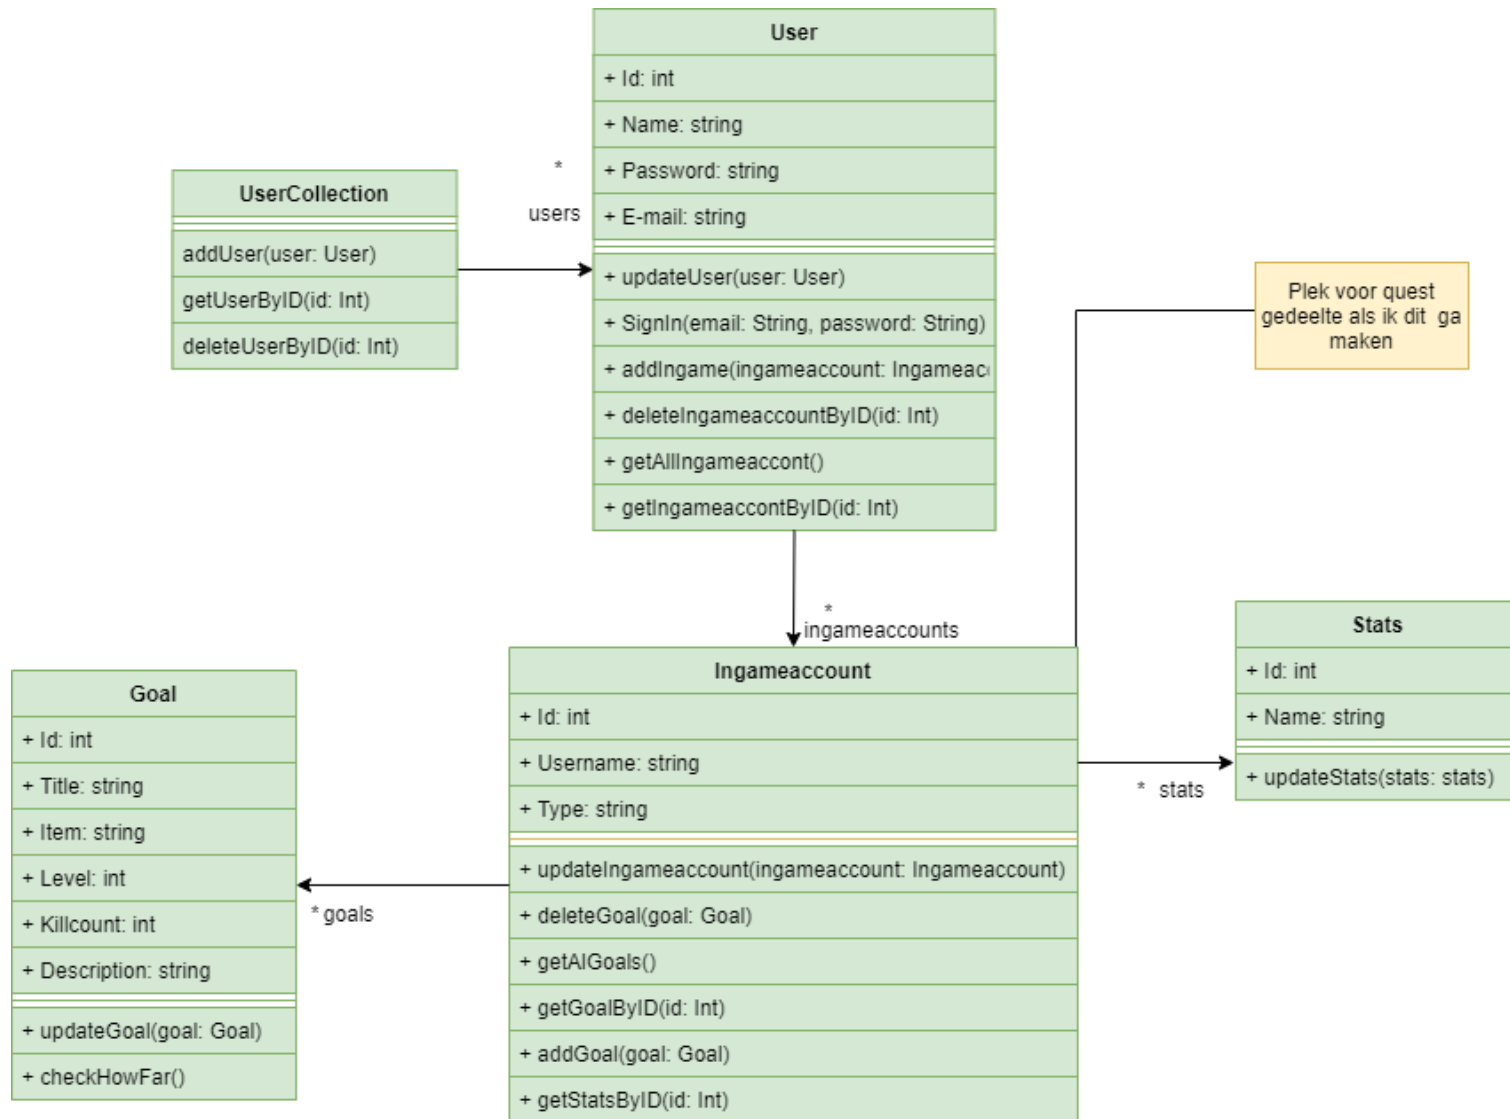 User
+ Id: int
+ Name: string
+ Password: string
+ E-mail: string
+ updateUser(user: User)
+ SignIn(email: String, password: String)
+ addIngame(ingameaccount: Ingameac
+ deleteIngameaccountByID(id: Int)
+ getAllIngameaccont()
+ getIngameaccontByID(id: Int)
UserCollection
addUser(user: User)
getUserByID(id: Int)
deleteUserByID(id: Int)
*
users
Plek voor quest
gedeelte als ik dit ga
maken
*
ingameaccounts
Ingameaccount
+ Id: int
+ Username: string
+ Type: string
+ updateIngameaccount(ingameaccount: Ingameaccount)
+ deleteGoal(goal: Goal)
+ getAlGoals()
+ getGoalByID(id: Int)
+ addGoal(goal: Goal)
+ getStatsByID(id: Int)
Stats
+ Id: int
+ Name: string
+ updateStats(stats: stats)
* stats
Goal
+ Id: int
+ Title: string
+ Item: string
+ Level: int
+ Killcount: int
+ Description: string
+ updateGoal(goal: Goal)
+ checkHowFar()
* goals